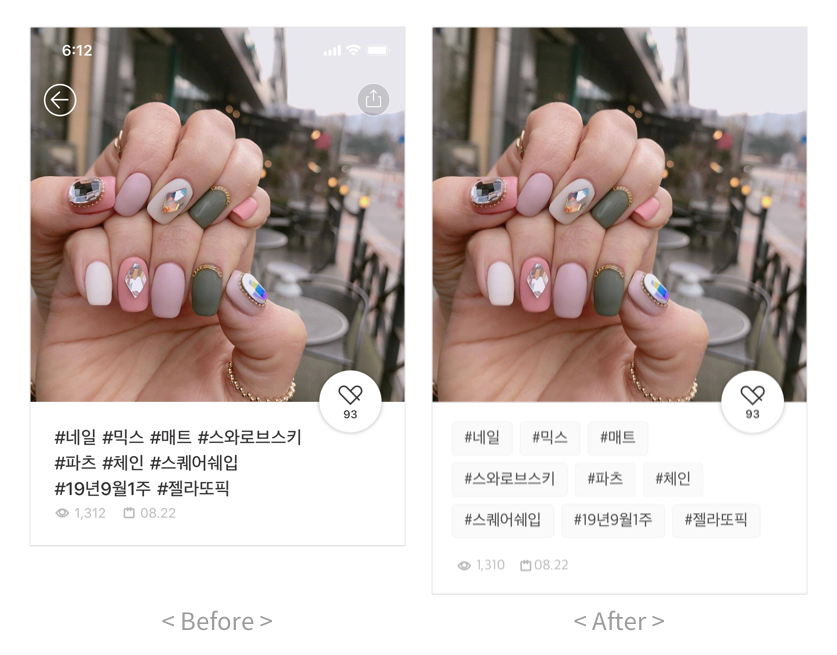 6:12
93
#네일 #믹스 #매트 #스와로브스키
#파츠 #체인 #스퀘어쉐입
#19년9월1주 #젤라또픽
1,312 08.22
< Before >
93
#네일 #믹스 #매트
#스와로브스키 #파츠 #체인
#스퀘어쉐입 #19년9월1주 #젤라또픽
1,310 08.22
< After >